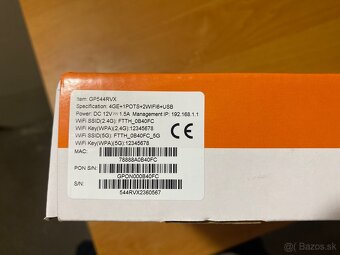 Item: GP544RVX
Specification: 4GE+1POTS+2WIFI6+USB
Power: DC 12V⎓ 1.5A Management IP: 192.168.1.1
WiFi SSID(2.4G): FTTH_0B40FC
WiFi Key(WPA)(2.4G):12345678
WiFi SSID(5G): FTTH_0B40FC_5G
WiFi Key(WPA)(5G):12345678
MAC:
78888A0B40FC
PON S/N:
GPON000B40FC
S/N:
544RVX2360567
CE
bazos.sk